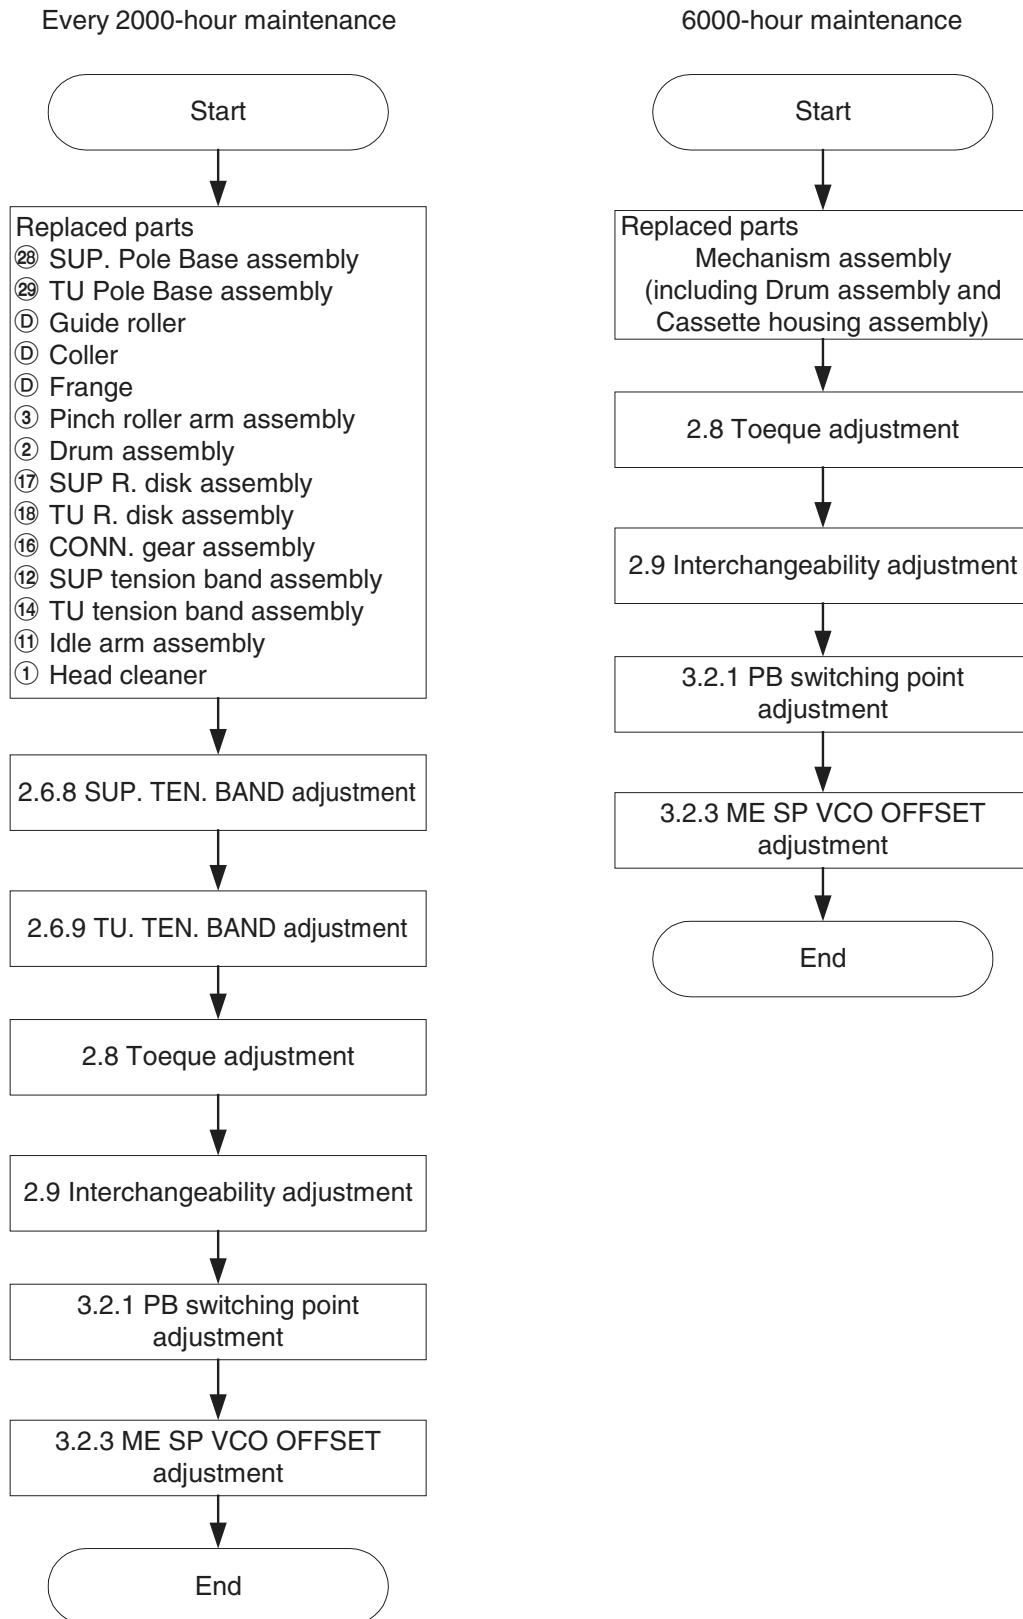 Every 2000-hour maintenance
Start
Replaced parts
㉘ SUP. Pole Base assembly
㉙ TU Pole Base assembly
Ⓓ Guide roller
Ⓓ Coller
Ⓓ Frange
③ Pinch roller arm assembly
② Drum assembly
⑰ SUP R. disk assembly
⑱ TU R. disk assembly
⑯ CONN. gear assembly
⑫ SUP tension band assembly
⑭ TU tension band assembly
⑪ Idle arm assembly
① Head cleaner
2.6.8 SUP. TEN. BAND adjustment
2.6.9 TU. TEN. BAND adjustment
2.8 Toeque adjustment
2.9 Interchangeability adjustment
3.2.1 PB switching point
adjustment
3.2.3 ME SP VCO OFFSET
adjustment
End
6000-hour maintenance
Start
Replaced parts
Mechanism assembly
(including Drum assembly and
Cassette housing assembly)
2.8 Toeque adjustment
2.9 Interchangeability adjustment
3.2.1 PB switching point
adjustment
3.2.3 ME SP VCO OFFSET
adjustment
End